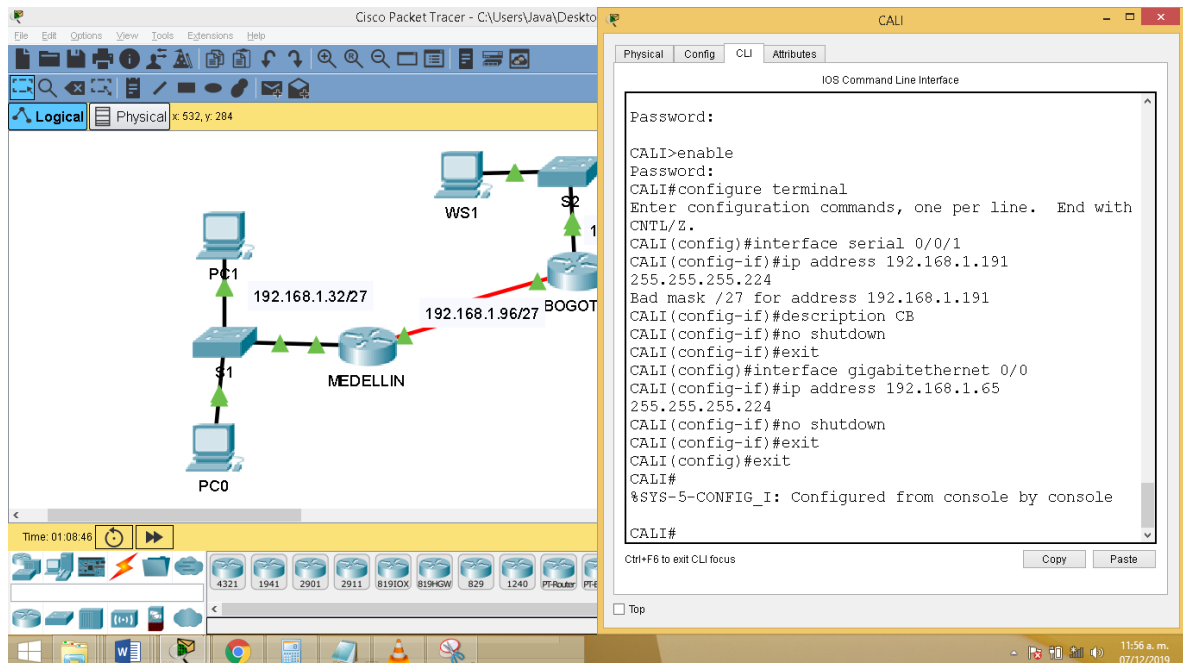 Cisco Packet Tracer - C:\Users\Java\Deskto
File Edit Options View Tools Extensions Help
Logical Physical x: 532, y: 284
WS1
S2
1
PC1
192.168.1.32/27
192.168.1.96/27
BOGOT
S1
MEDELLIN
PC0
Time: 01:08:46
4321 1941 2901 2911 819IOX 819HGW 829 1240 PT-Router PT-E
CALI
Physical Config CLI Attributes
IOS Command Line Interface
Password:
CALI>enable
Password:
CALI#configure terminal
Enter configuration commands, one per line. End with
CNTL/Z.
CALI(config)#interface serial 0/0/1
CALI(config-if)#ip address 192.168.1.191
255.255.255.224
Bad mask /27 for address 192.168.1.191
CALI(config-if)#description CB
CALI(config-if)#no shutdown
CALI(config-if)#exit
CALI(config)#interface gigabitethernet 0/0
CALI(config-if)#ip address 192.168.1.65
255.255.255.224
CALI(config-if)#no shutdown
CALI(config-if)#exit
CALI(config)#exit
CALI#
%SYS-5-CONFIG_I: Configured from console by console
CALI#
Ctrl+F6 to exit CLI focus
Copy Paste
Top
11:56 a. m.
07/12/2019